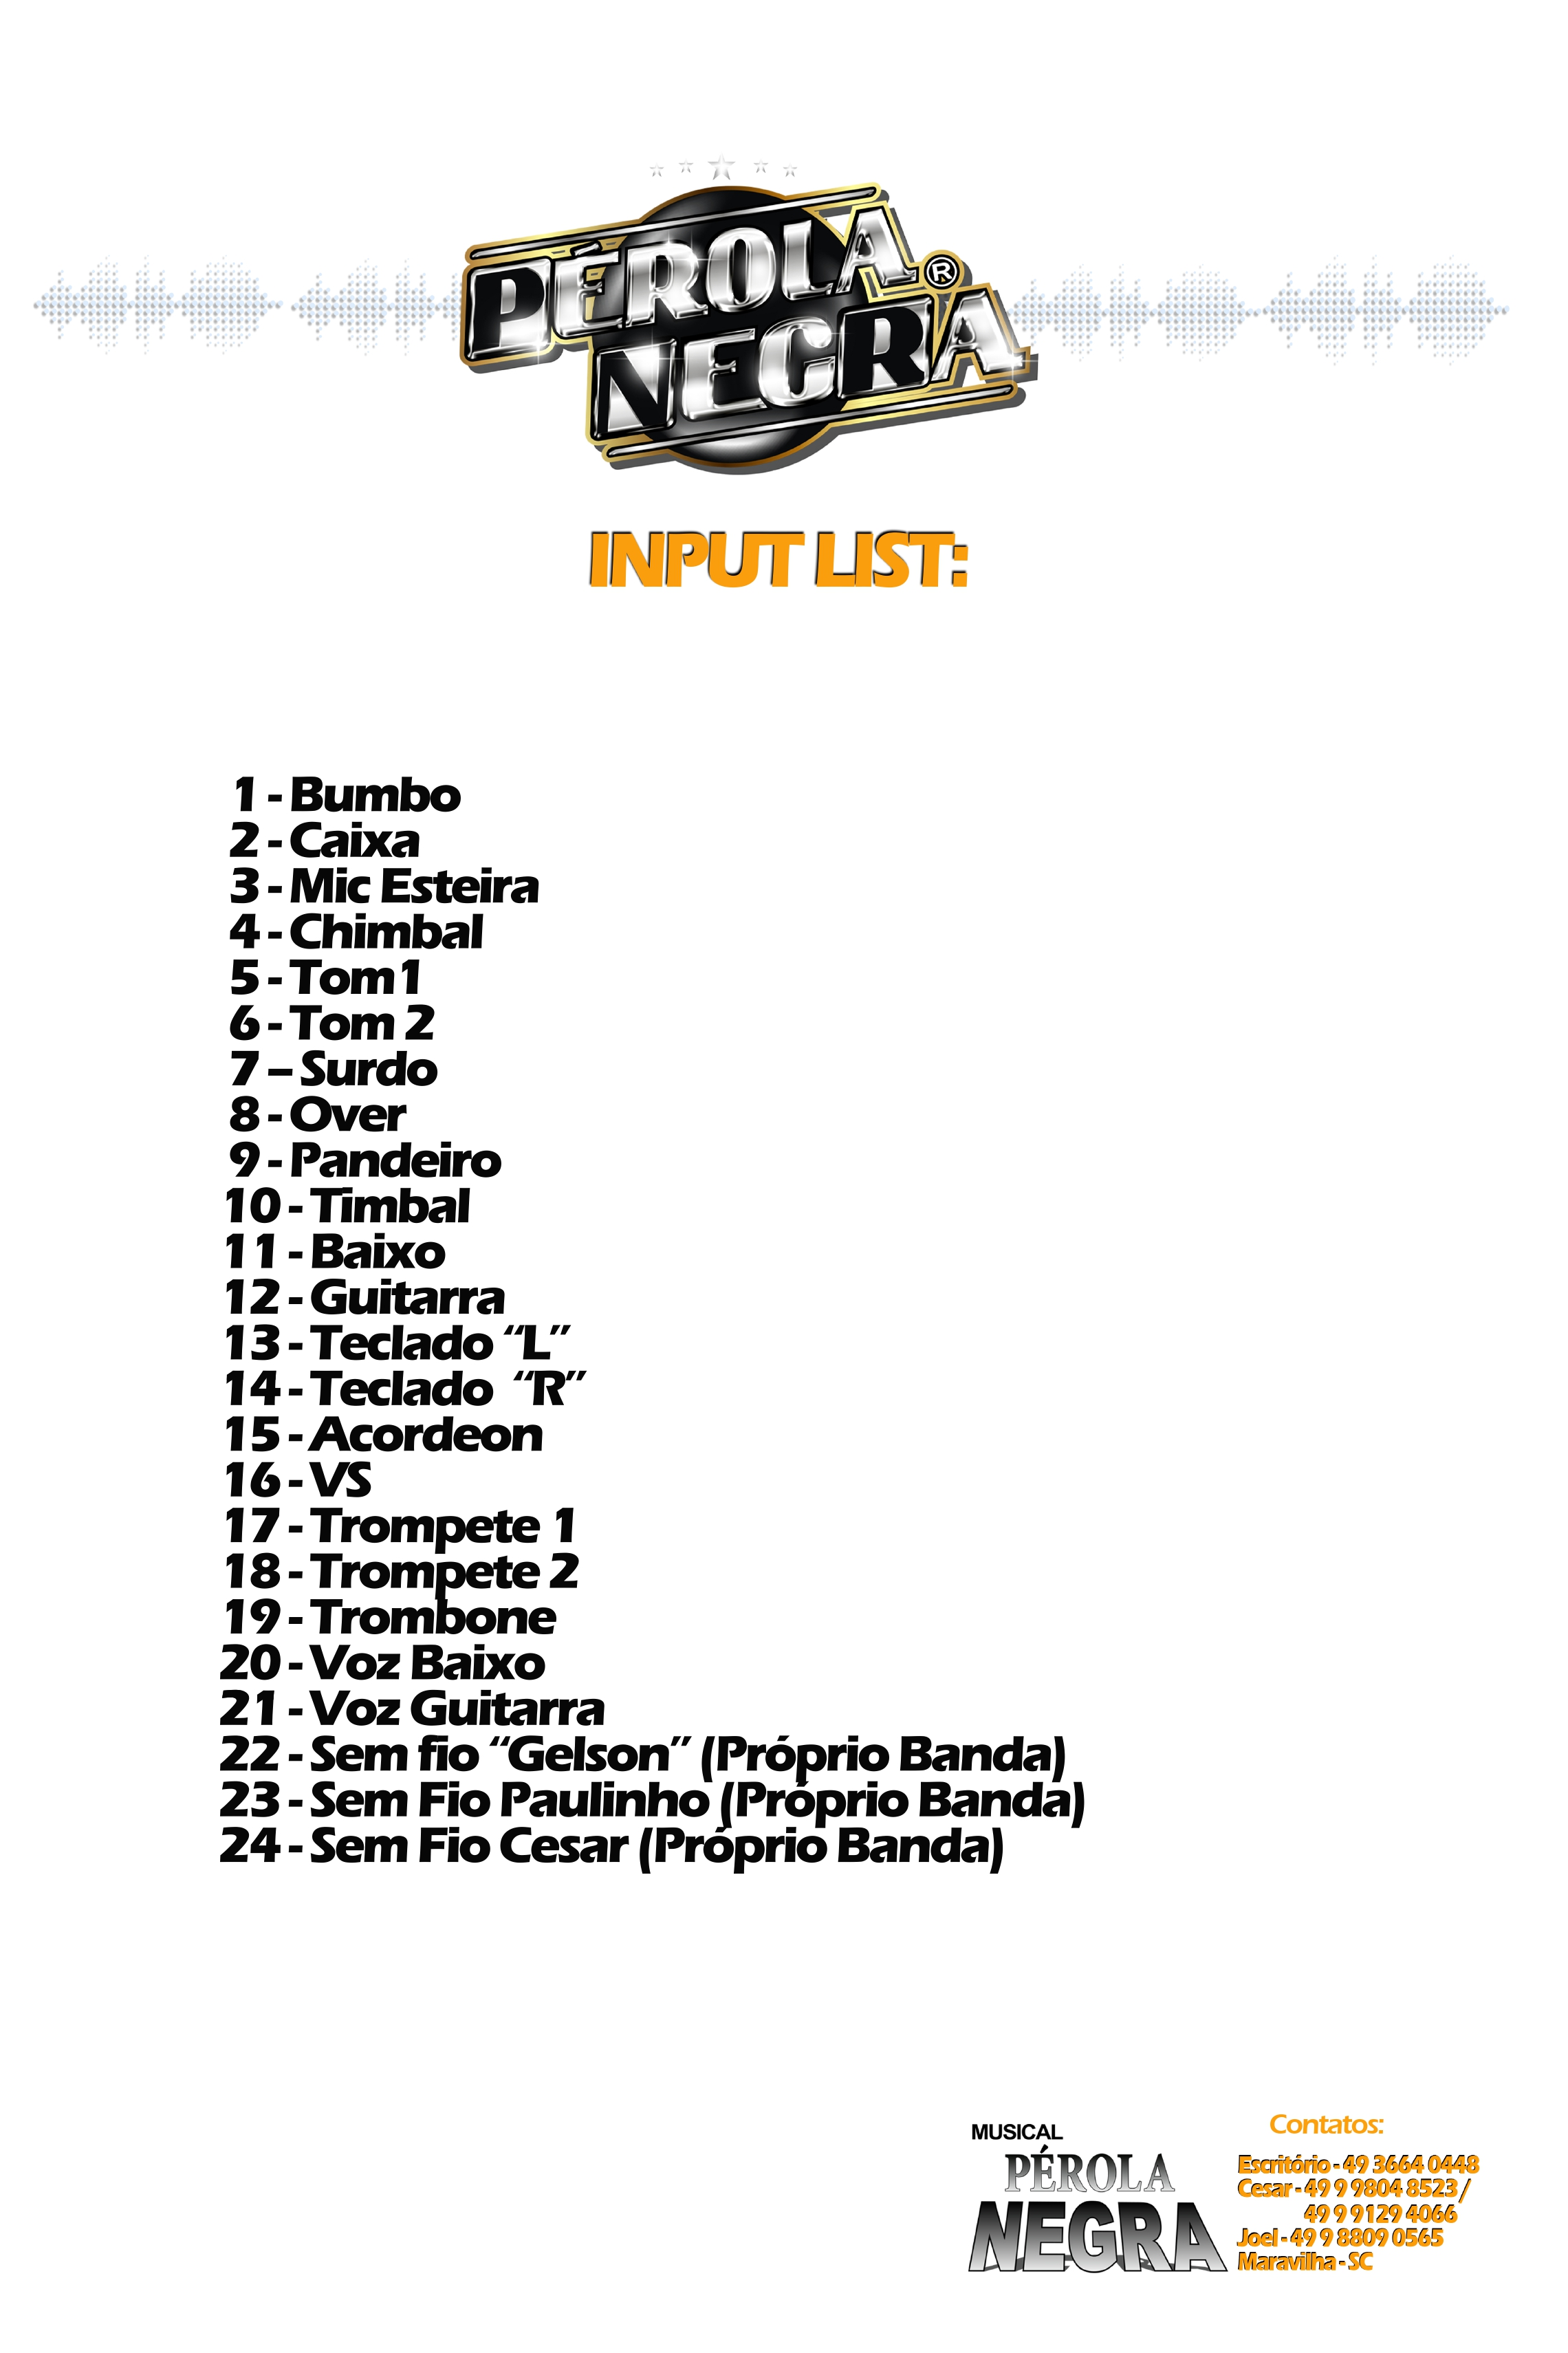 PÉROLA
NEGRA ®
INPUT LIST:
1 - Bumbo
2 - Caixa
3 - Mic Esteira
4 - Chimbal
5 - Tom1
6 - Tom 2
7 – Surdo
8 - Over
9 - Pandeiro
10 - Timbal
11 - Baixo
12 - Guitarra
13 - Teclado “L”
14 - Teclado “R”
15 - Acordeon
16 - VS
17 - Trompete 1
18 - Trompete 2
19 - Trombone
20 - Voz Baixo
21 - Voz Guitarra
22 - Sem fio “Gelson” (Próprio Banda)
23 - Sem Fio Paulinho (Próprio Banda)
24 - Sem Fio Cesar (Próprio Banda)
MUSICAL
PÉROLA
NEGRA
Contatos:
Escritório - 49 3664 0448
Cesar - 49 9 9804 8523 /
49 9 9129 4066
Joel - 49 9 8809 0565
Maravilha - SC